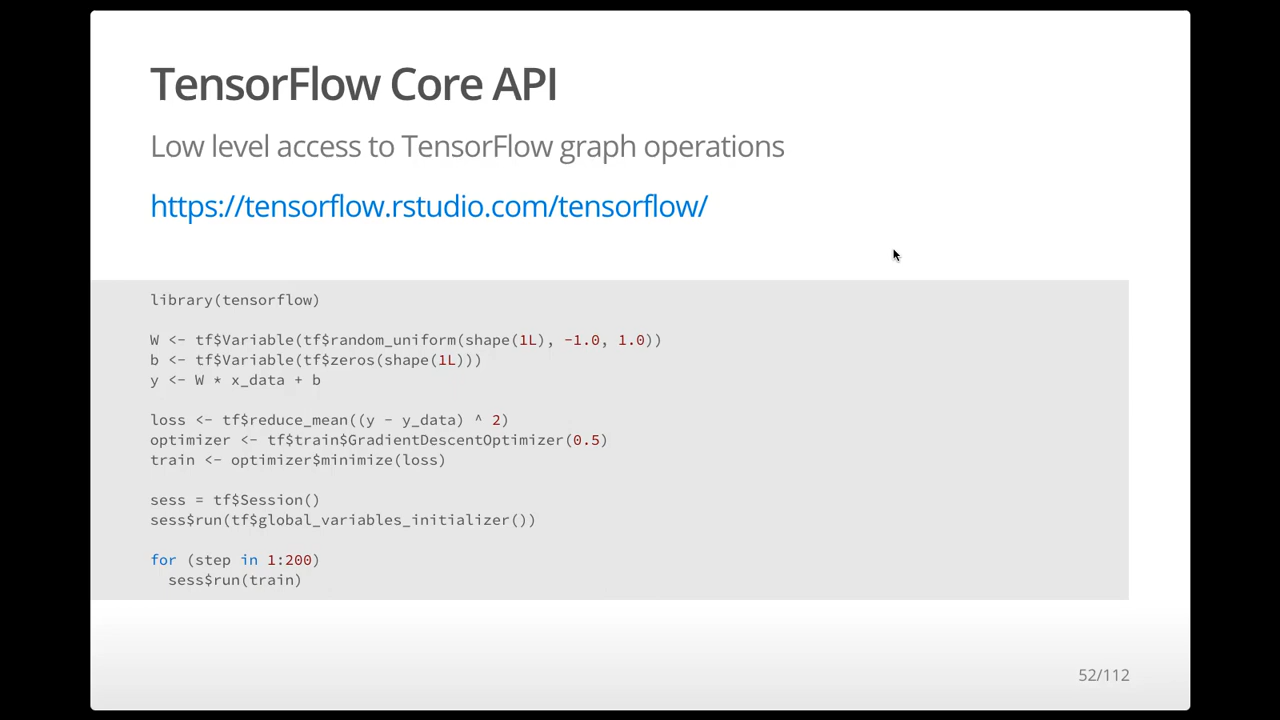 TensorFlow Core API
Low level access to TensorFlow graph operations
https://tensorflow.rstudio.com/tensorflow/
library(tensorflow)
W <- tf$Variable(tf$random_uniform(shape(1L), -1.0, 1.0))
b <- tf$Variable(tf$zeros(shape(1L)))
y <- W * x_data + b
loss <- tf$reduce_mean((y - y_data) ^ 2)
optimizer <- tf$train$GradientDescentOptimizer(0.5)
train <- optimizer$minimize(loss)
sess = tf$Session()
sess$run(tf$global_variables_initializer())
for (step in 1:200)
  sess$run(train)
52/112